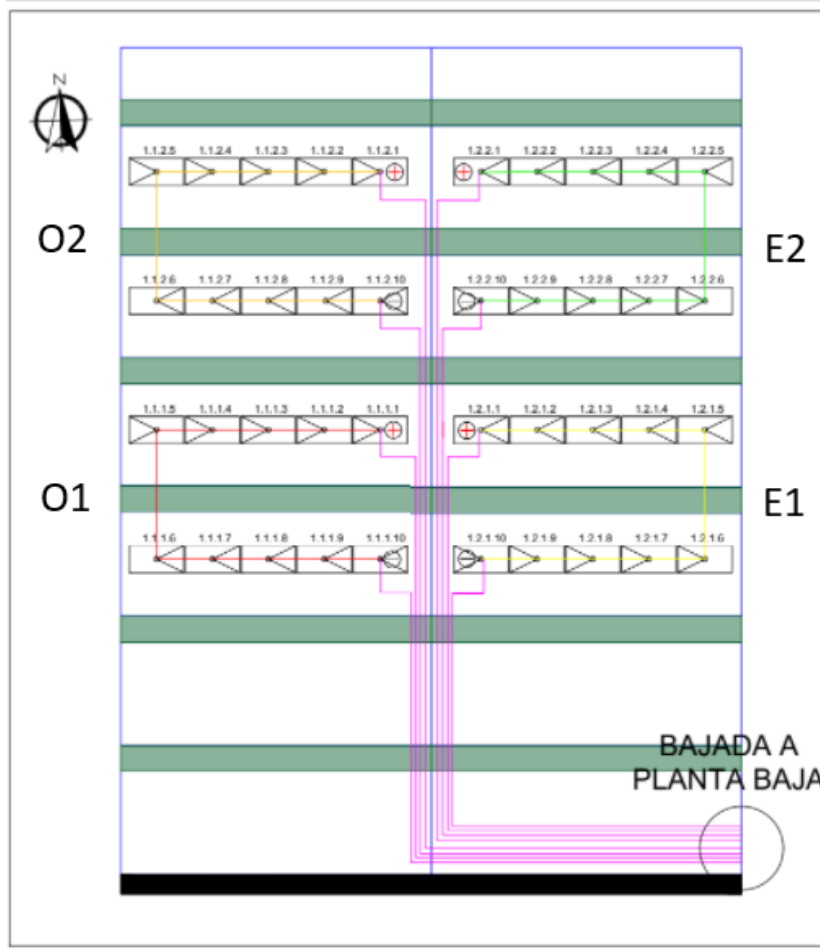 N
1.1.2.5 1.1.2.4 1.1.2.3 1.1.2.2 1.1.2.1 1.2.2.1 1.2.2.2 1.2.2.3 1.2.2.4 1.2.2.5
O2 E2
1.1.2.6 1.1.2.7 1.1.2.8 1.1.2.9 1.1.2.10 1.2.2.10 1.2.2.9 1.2.2.8 1.2.2.7 1.2.2.6
1.1.1.5 1.1.1.4 1.1.1.3 1.1.1.2 1.1.1.1 1.2.1.1 1.2.1.2 1.2.1.3 1.2.1.4 1.2.1.5
O1 E1
1.1.1.6 1.1.1.7 1.1.1.8 1.1.1.9 1.1.1.10 1.2.1.10 1.2.1.9 1.2.1.8 1.2.1.7 1.2.1.6
BAJADA A
PLANTA BAJA